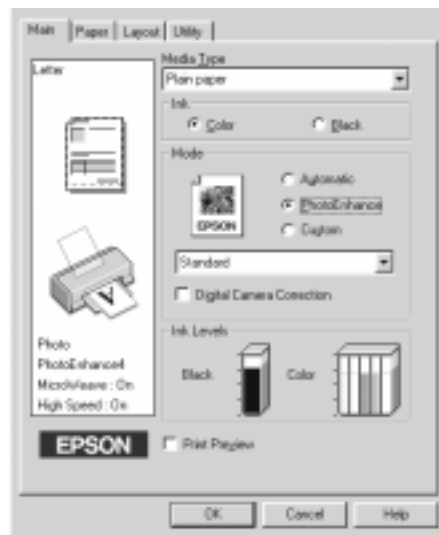 Main Paper Layout Utility
Letter
Media Type
Plain paper
Ink
Color Black
Mode
EPSON
Automatic
PhotoEnhance
Custom
Standard
Digital Camera Correction
Photo
PhotoEnhance4
MicroWeave : On
High Speed : On
Ink Levels
Black Color
EPSON
Print Preview
OK Cancel Help